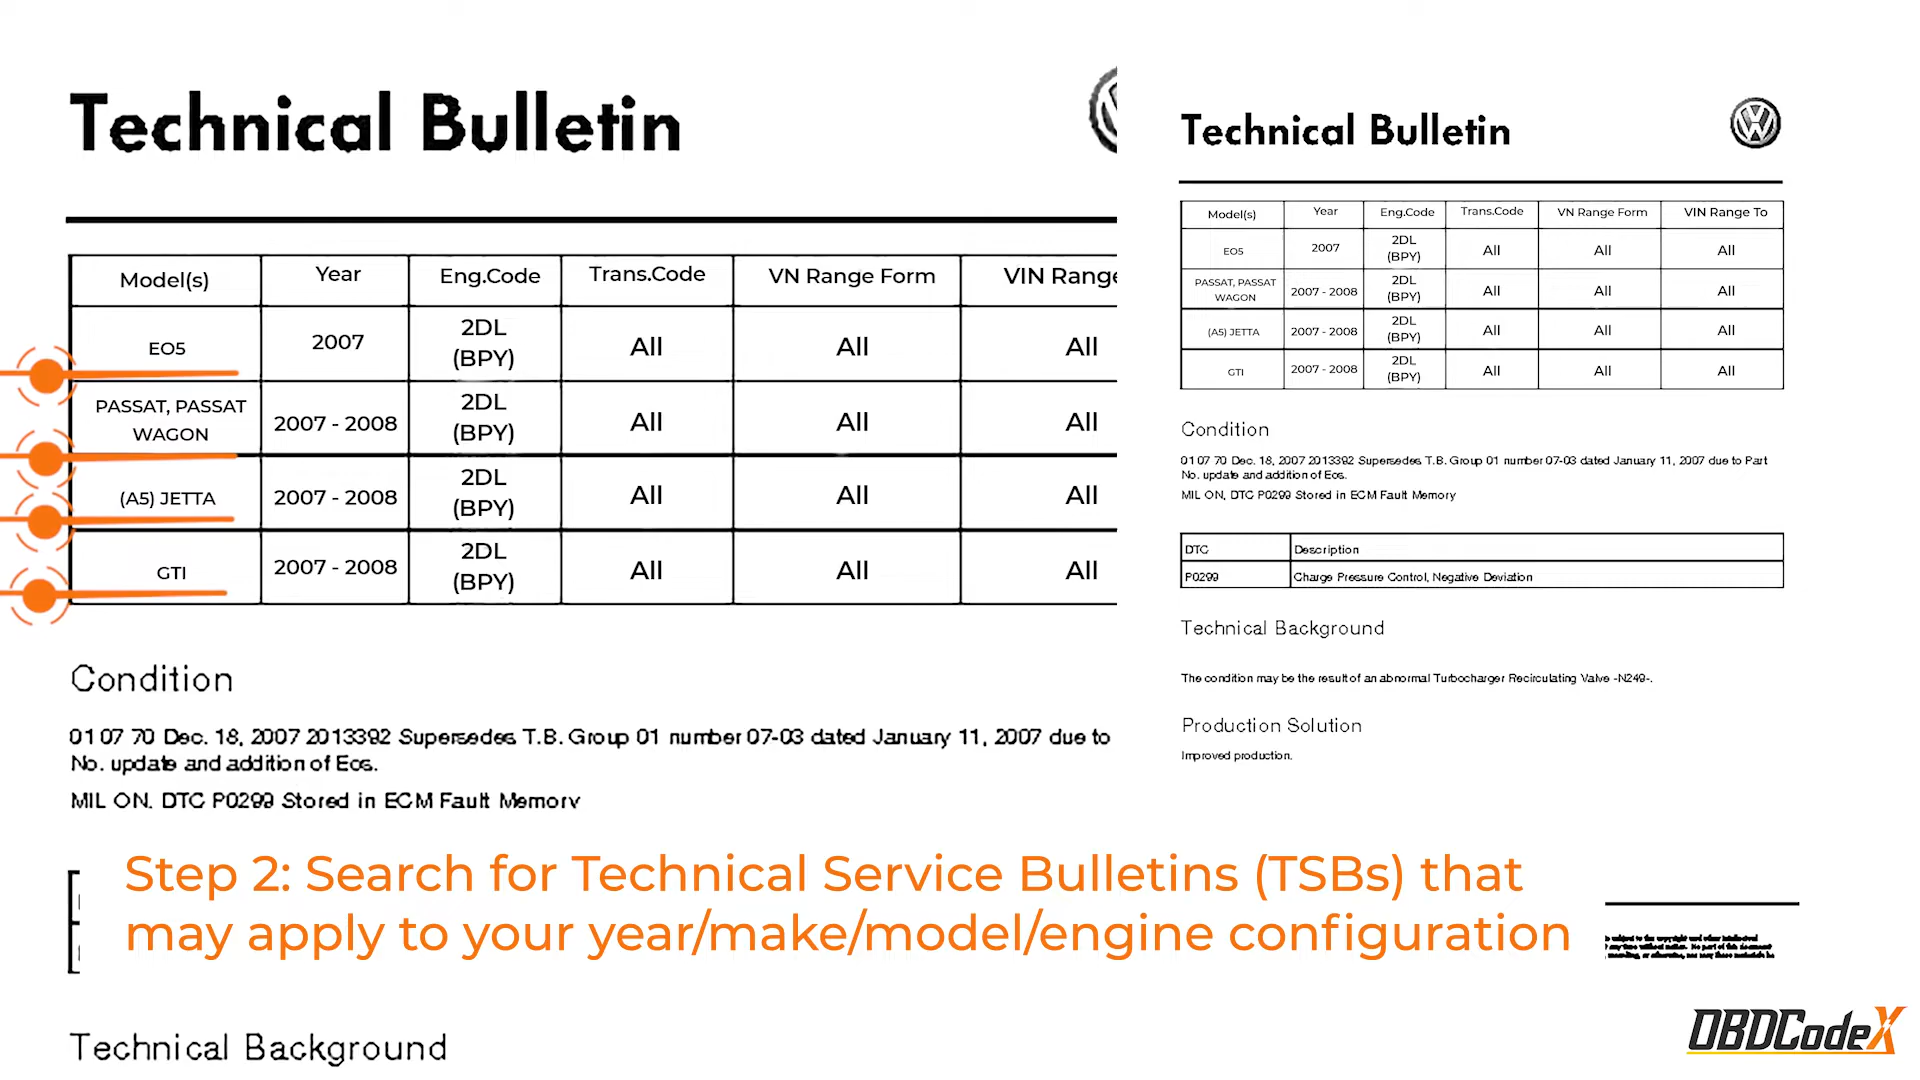 Technical Bulletin
Model(s) Year Eng.Code Trans.Code VN Range Form VIN Range
EO5 2007 2DL (BPY) All All All
PASSAT, PASSAT WAGON 2007 - 2008 2DL (BPY) All All All
(A5) JETTA 2007 - 2008 2DL (BPY) All All All
GTI 2007 - 2008 2DL (BPY) All All All
Condition
01 07 70 Dec. 18, 2007 2013392 Supersedes T.B. Group 01 number 07-03 dated January 11, 2007 due to
No. update and addition of Eos.
MIL ON, DTC P0299 Stored in ECM Fault Memory
Technical Background
Technical Bulletin
Model(s) Year Eng.Code Trans.Code VN Range Form VIN Range To
EO5 2007 2DL (BPY) All All All
PASSAT, PASSAT WAGON 2007 - 2008 2DL (BPY) All All All
(A5) JETTA 2007 - 2008 2DL (BPY) All All All
GTI 2007 - 2008 2DL (BPY) All All All
Condition
01 07 70 Dec. 18, 2007 2013392 Supersedes T.B. Group 01 number 07-03 dated January 11, 2007 due to Part
No. update and addition of Eos.
MIL ON, DTC P0299 Stored in ECM Fault Memory
DTC Description
P0299 Charge Pressure Control, Negative Deviation
Technical Background
The condition may be the result of an abnormal Turbocharger Recirculating Valve -N249-.
Production Solution
Improved production.
Step 2: Search for Technical Service Bulletins (TSBs) that
may apply to your year/make/model/engine configuration
OBDCodeX